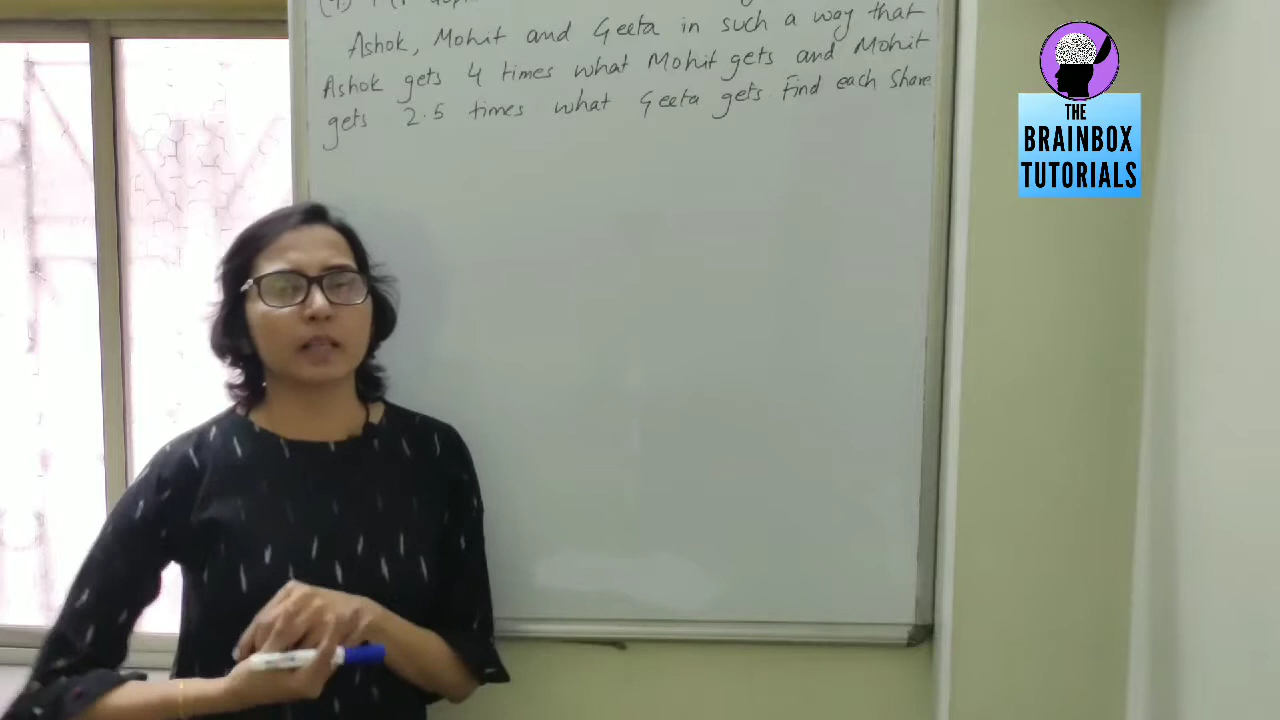 Ashok, Mohit and Geeta in such a way that
Ashok gets 4 times what Mohit gets and Mohit
gets 2.5 times what Geeta gets Find each Share
THE
BRAINBOX
TUTORIALS